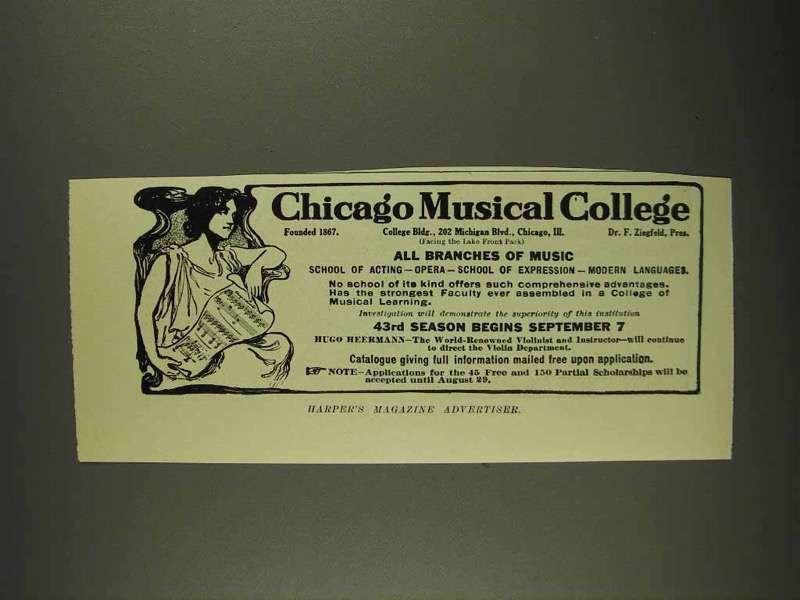 Chicago Musical College
Founded 1867. College Bldg., 202 Michigan Blvd., Chicago, Ill. Dr. F. Ziegfeld, Pres.
(Facing the Lake Front Park)
ALL BRANCHES OF MUSIC
SCHOOL OF ACTING—OPERA—SCHOOL OF EXPRESSION—MODERN LANGUAGES.
No school of its kind offers such comprehensive advantages.
Has the strongest Faculty ever assembled in a College of
Musical Learning.
Investigation will demonstrate the superiority of this institution
43rd SEASON BEGINS SEPTEMBER 7
HUGO HEERMANN—The World-Renowned Violinist and Instructor—will continue
to direct the Violin Department.
Catalogue giving full information mailed free upon application.
☞ NOTE—Applications for the 45 Free and 150 Partial Scholarships will be
accepted until August 29.
HARPER'S MAGAZINE ADVERTISER.